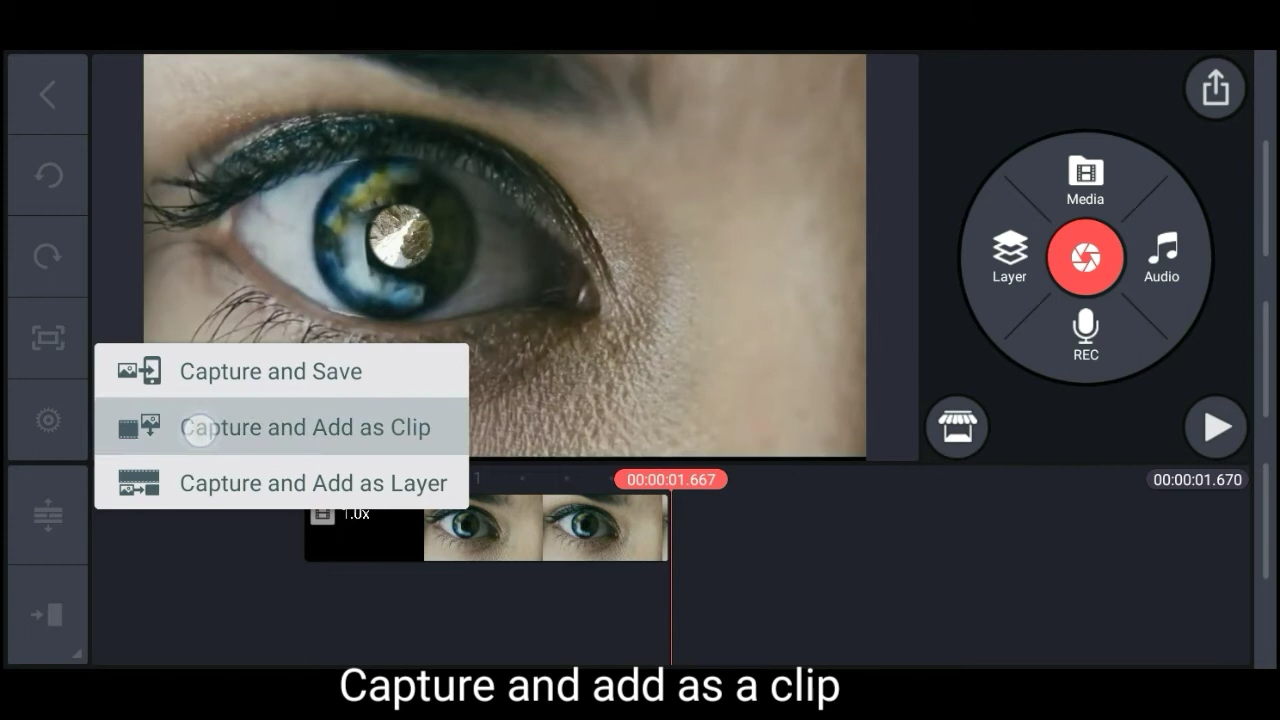 Media
Layer
Audio
REC
Capture and Save
Capture and Add as Clip
Capture and Add as Layer
1
00:00:01.667
00:00:01.670
1.0x
Capture and add as a clip